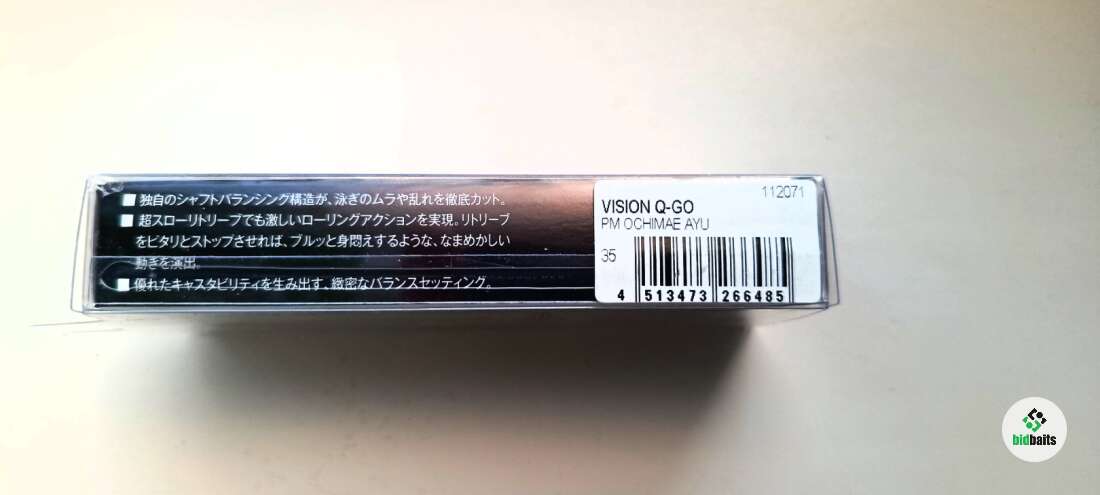 ■ 独自のシャフトバランシング構造が、泳ぎのムラや乱れを徹底カット。
■ 超スローリトリーブでも激しいローリングアクションを実現。リトリーブ
をピタリとストップさせれば、ブルッと身悶えするような、なまめかしい
動きを演出。
■ 優れたキャスタビリティを生み出す、緻密なバランスセッティング。
112071
VISION Q-GO
PM OCHIMAE AYU
35
4 513473 266485
bidbaits